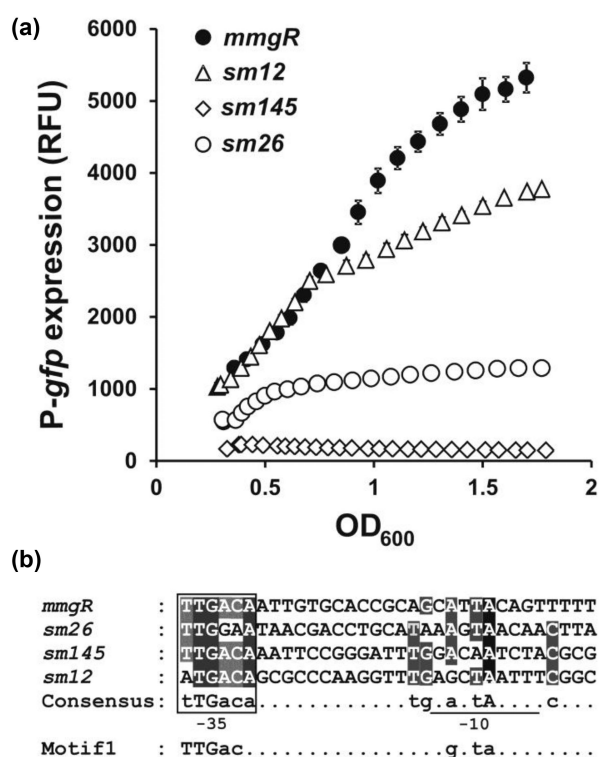 (a)
6000
5000
4000
3000
2000
1000
0
P-gfp expression (RFU)
mmgR
sm12
sm145
sm26
0 0.5 1 1.5 2
OD600
(b)
mmgR : TTGACAATTGTGCACCGCAGCATTACAGTTTTT
sm26 : TTGGAATAACGACCTGCATAAAGTAACAACTTA
sm145 : TTGACAAATTCCGGGATTTGGACAATCTACGCG
sm12 : ATGACAGCGCCCAAGGTTTGAGCTAATTTCGGC
Consensus: tTGaca............tg.a.tA....c...
-35 -10
Motif1 : TTGac................g.ta........